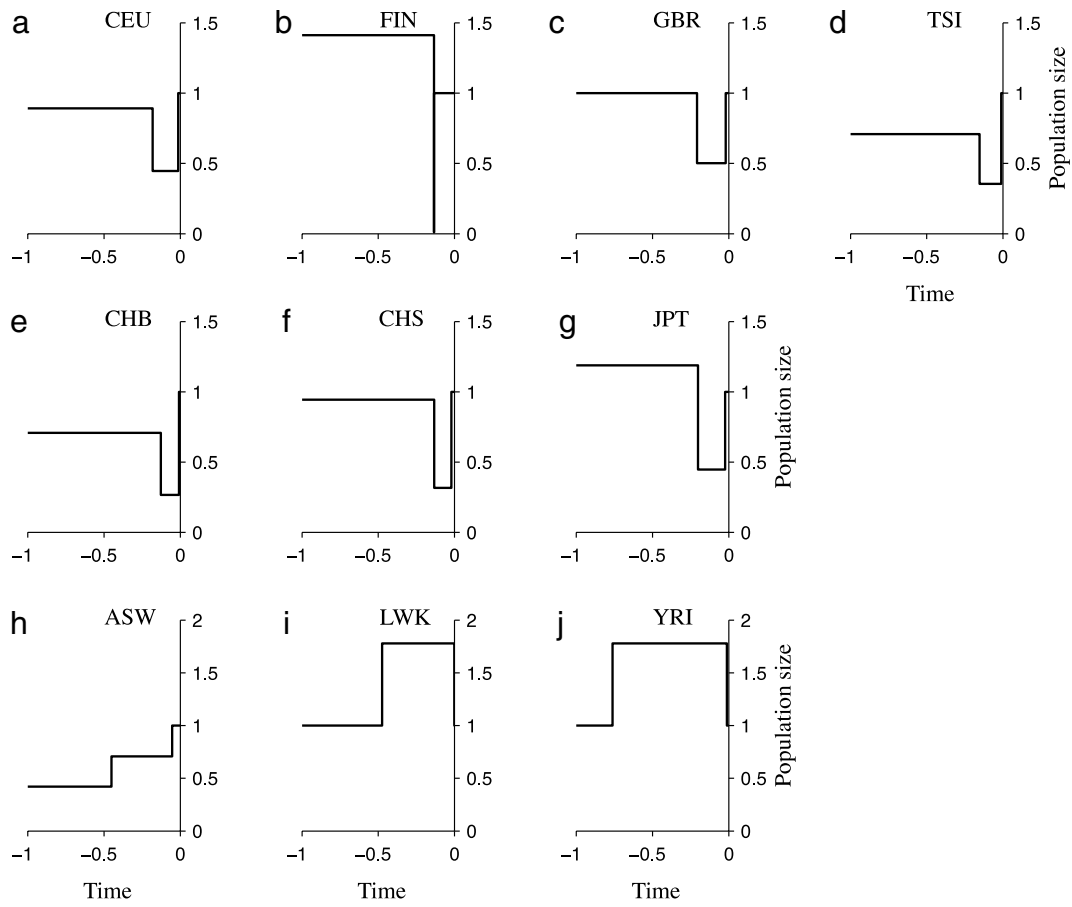 a CEU 1.5 1 0.5 0 −1 −0.5 0
b FIN 1.5 1 0.5 0 −1 −0.5 0
c GBR 1.5 1 0.5 0 −1 −0.5 0
d TSI 1.5 1 0.5 0 −1 −0.5 0
Population size
Time
e CHB 1.5 1 0.5 0 −1 −0.5 0
f CHS 1.5 1 0.5 0 −1 −0.5 0
g JPT 1.5 1 0.5 0 −1 −0.5 0
Population size
h ASW 2 1.5 1 0.5 0 −1 −0.5 0
Time
i LWK 2 1.5 1 0.5 0 −1 −0.5 0
Time
j YRI 2 1.5 1 0.5 0 −1 −0.5 0
Population size
Time